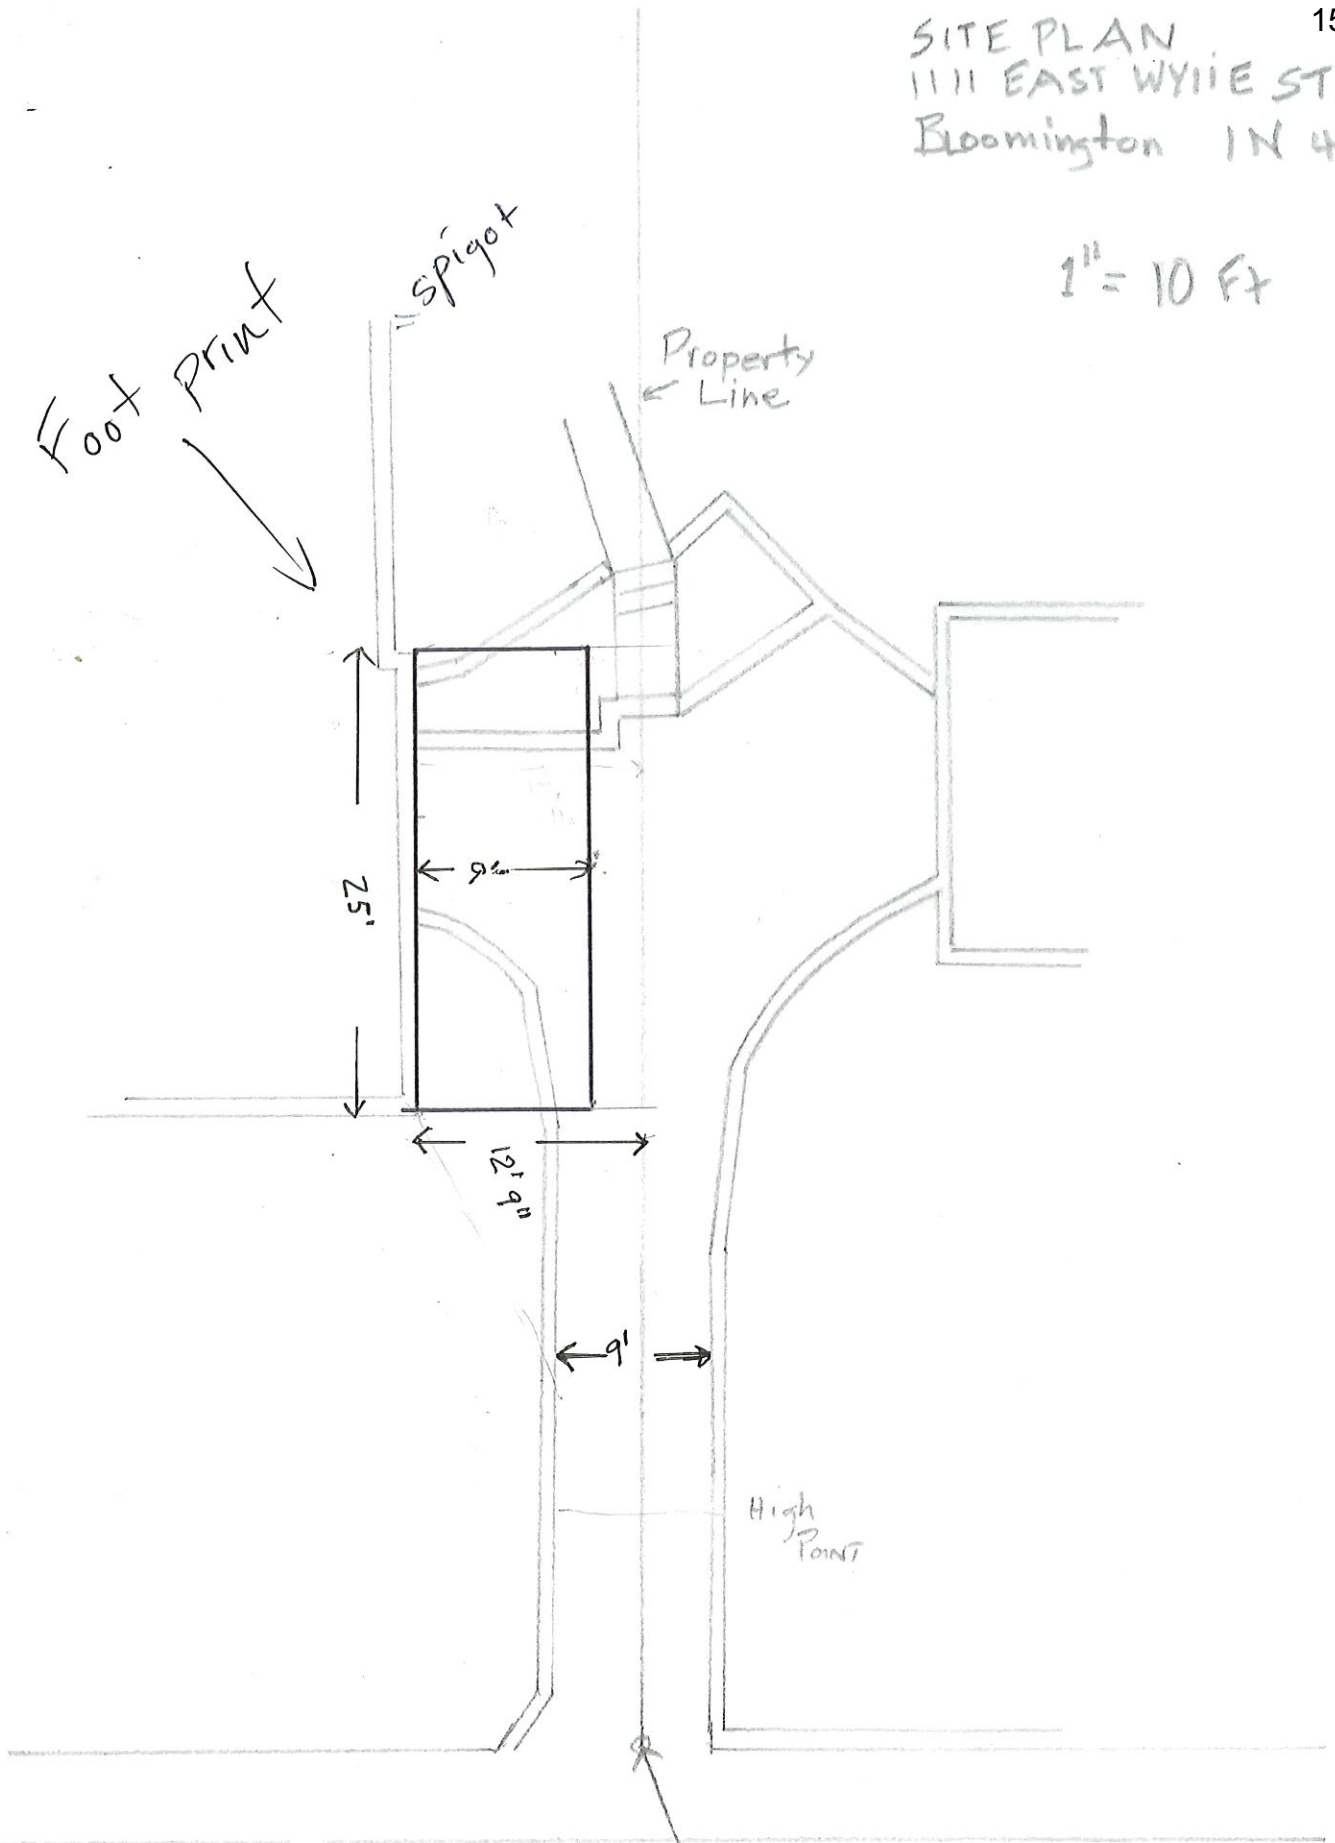 15
SITE PLAN
1111 EAST WYLIE ST
Bloomington IN 4
1" = 10 Ft
spigot
Foot print
Property
Line
25'
12' 9"
9'
High
POINT